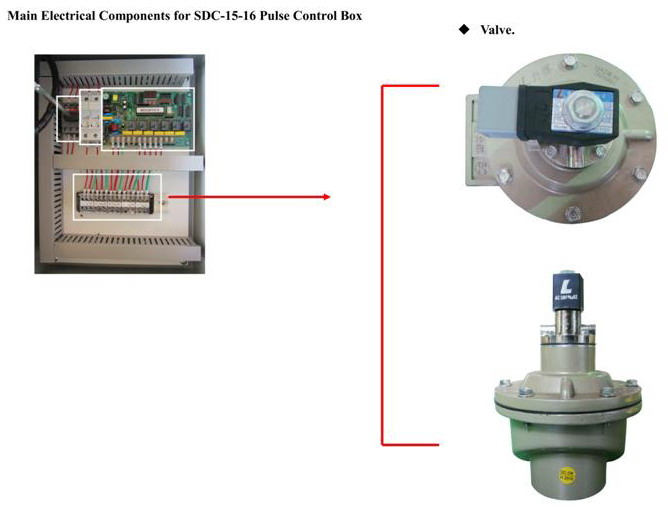 Main Electrical Components for SDC-15-16 Pulse Control Box
◆ Valve.
L